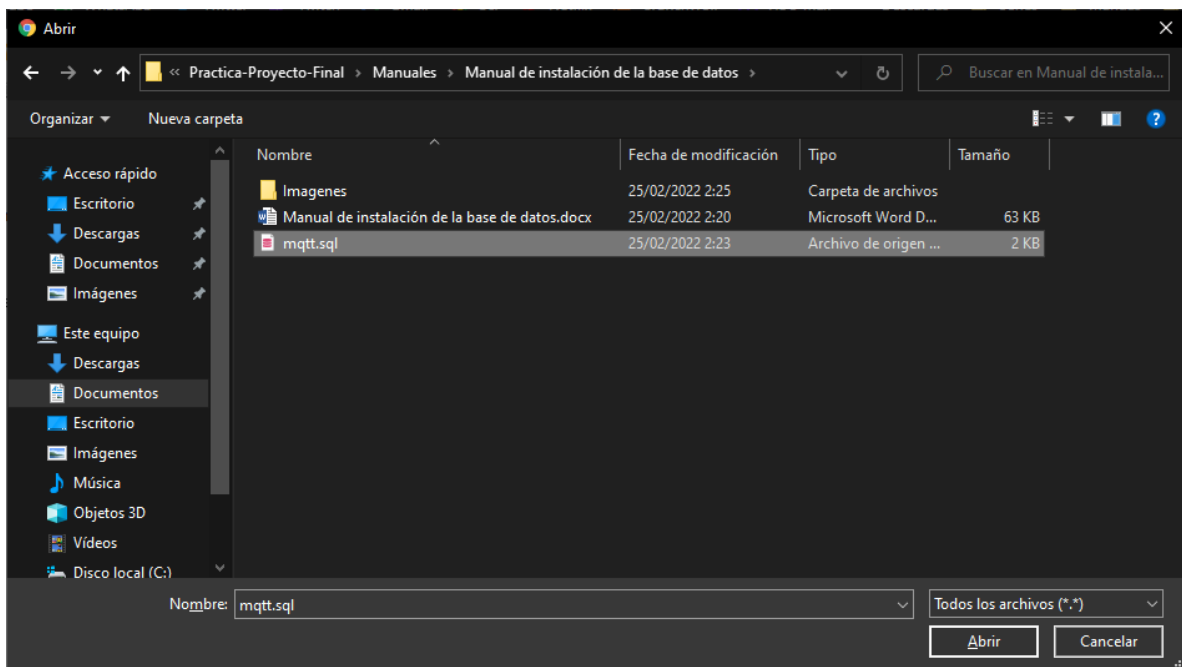 Abrir
« Practica-Proyecto-Final › Manuales › Manual de instalación de la base de datos ›
Buscar en Manual de instala...
Organizar
Nueva carpeta
Nombre
Fecha de modificación
Tipo
Tamaño
Acceso rápido
Escritorio
Descargas
Documentos
Imágenes
Este equipo
Descargas
Documentos
Escritorio
Imágenes
Música
Objetos 3D
Vídeos
Disco local (C:)
Imagenes 25/02/2022 2:25 Carpeta de archivos
Manual de instalación de la base de datos.docx 25/02/2022 2:20 Microsoft Word D... 63 KB
mqtt.sql 25/02/2022 2:23 Archivo de origen ... 2 KB
Nombre: mqtt.sql
Todos los archivos (*.*)
Abrir
Cancelar